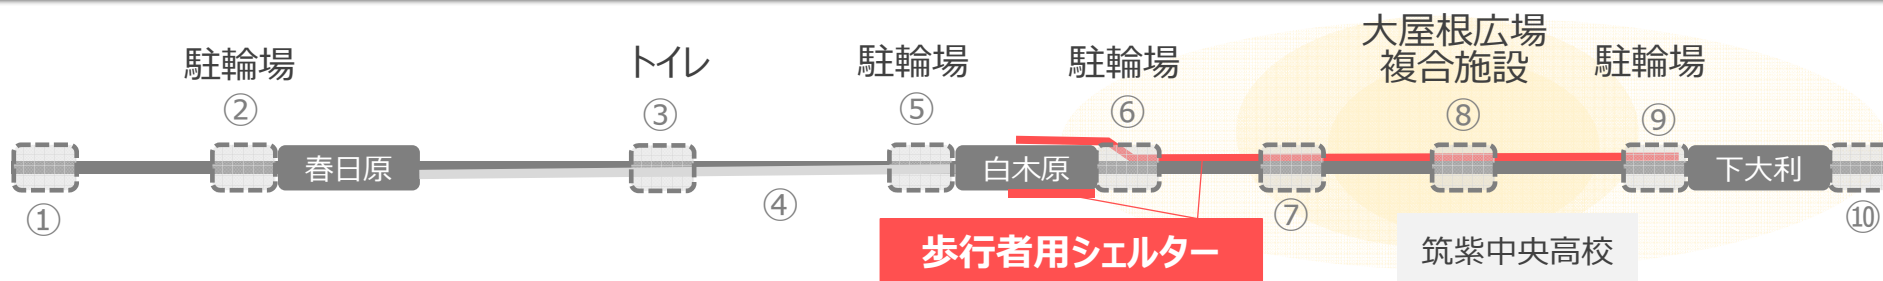 駐輪場
トイレ
駐輪場
駐輪場
大屋根広場
複合施設
駐輪場
②
③
⑤
⑥
⑧
⑨
春日原
白木原
下大利
①
④
⑦
⑩
歩行者用シェルター
筑紫中央高校